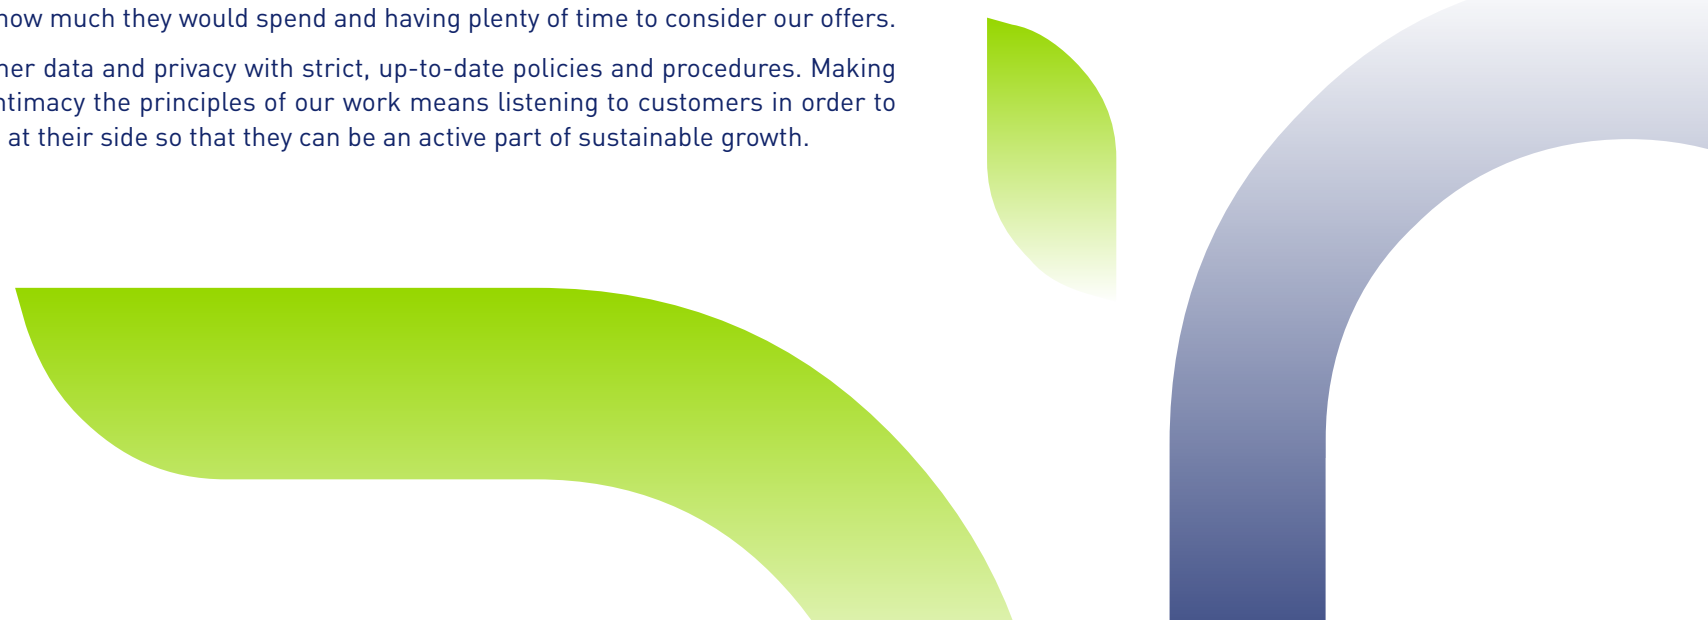 how much they would spend and having plenty of time to consider our offers.
data and privacy with strict, up-to-date policies and procedures. Making
the principles of our work means listening to customers in order to
at their side so that they can be an active part of sustainable growth.